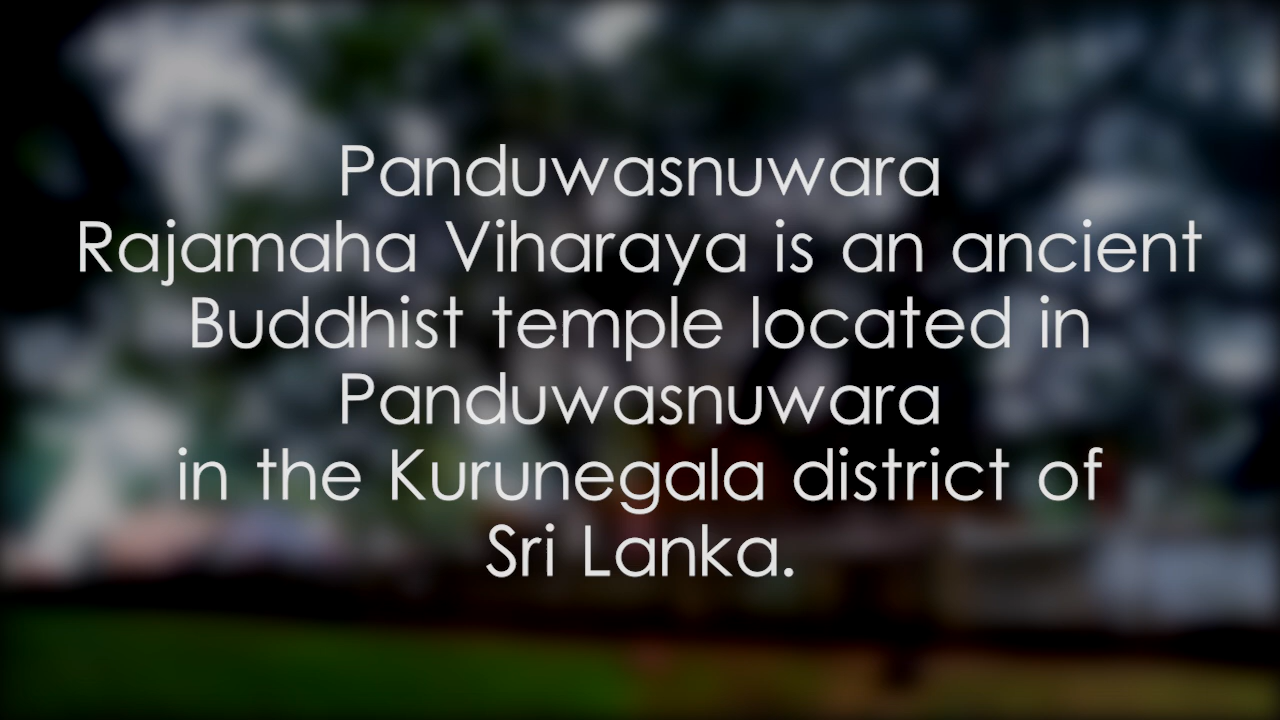 Panduwasnuwara
Rajamaha Viharaya is an ancient
Buddhist temple located in
Panduwasnuwara
in the Kurunegala district of
Sri Lanka.